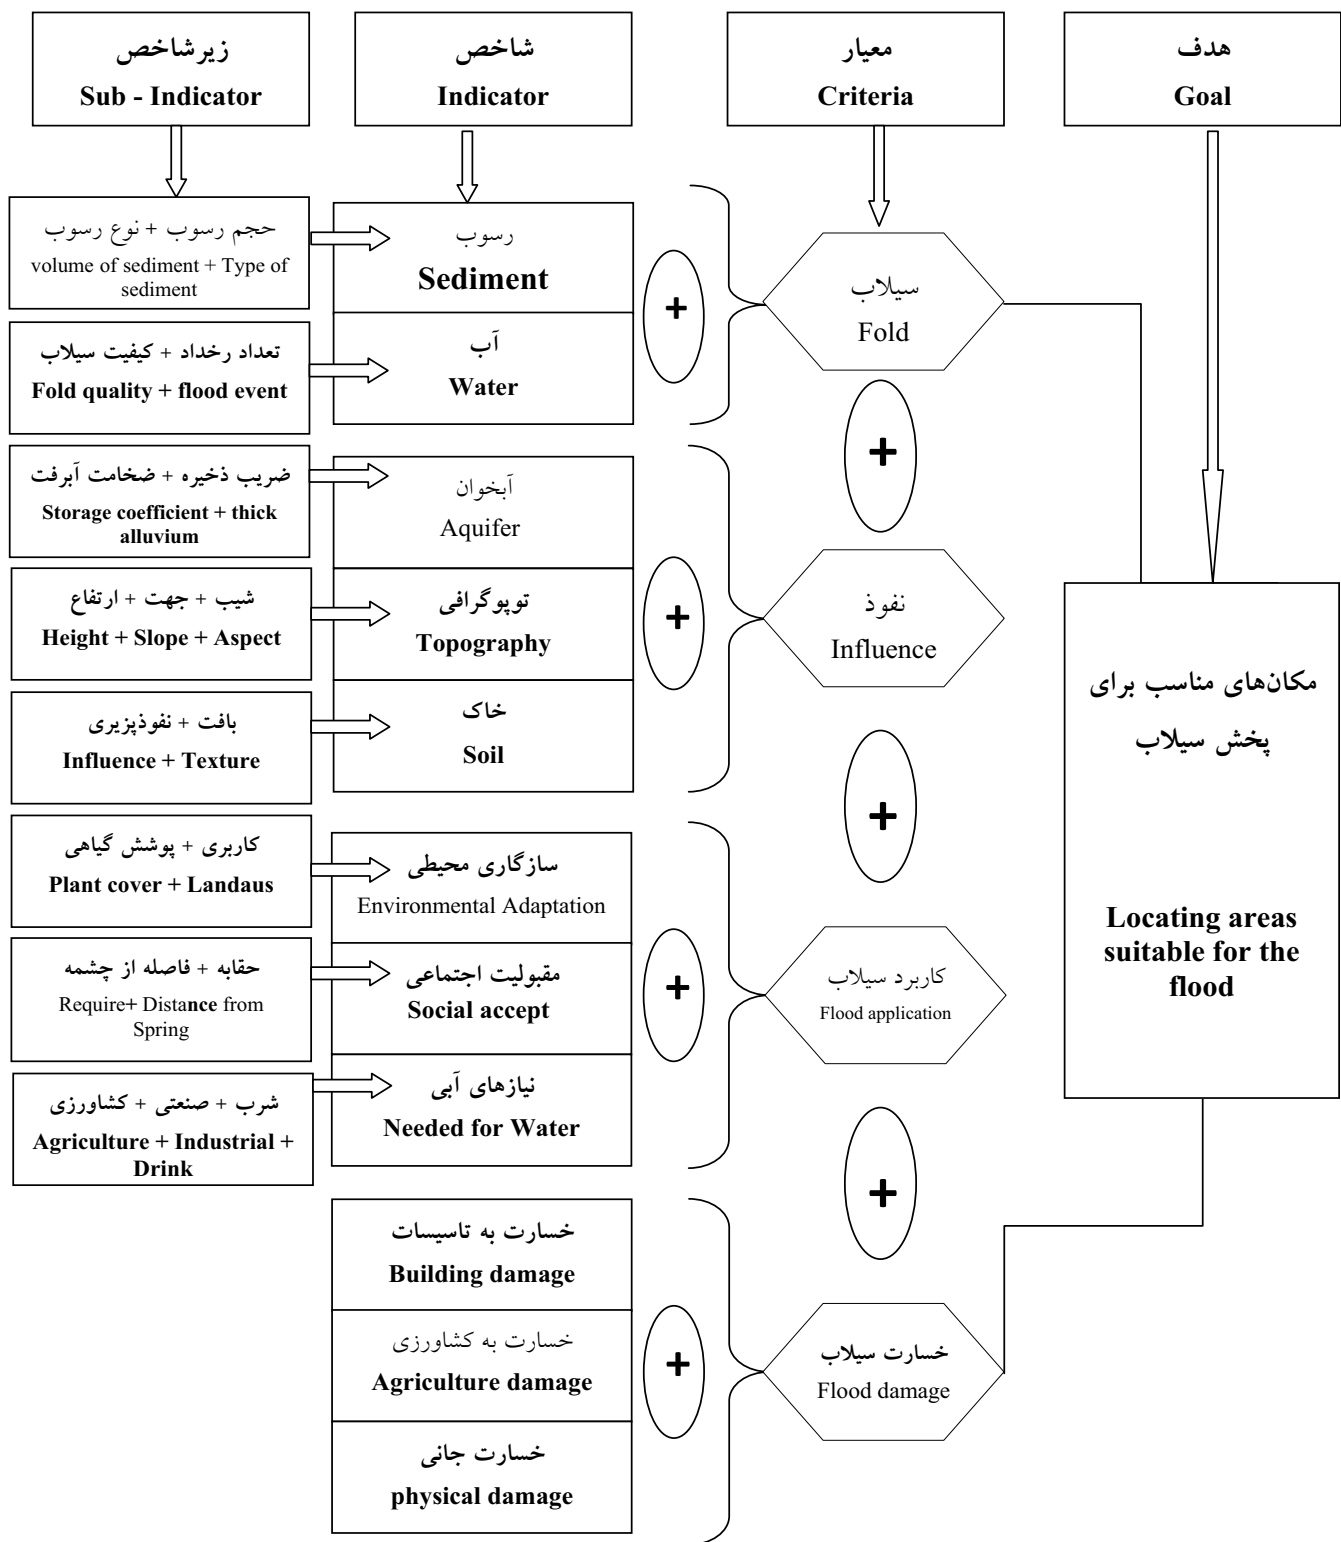 زیرشاخص
Sub - Indicator
شاخص
Indicator
معیار
Criteria
هدف
Goal
حجم رسوب + نوع رسوب
volume of sediment + Type of
sediment
رسوب
Sediment
تعداد رخداد + کیفیت سیلاب
Fold quality + flood event
آب
Water
+
سیلاب
Fold
+
ضریب ذخیره + ضخامت آبرفت
Storage coefficient + thick
alluvium
آبخوان
Aquifer
شیب + جهت + ارتفاع
Height + Slope + Aspect
توپوگرافی
Topography
بافت + نفوذپزیری
Influence + Texture
خاک
Soil
+
نفوذ
Influence
+
کاربری + پوشش گیاهی
Plant cover + Landaus
سازگاری محیطی
Environmental Adaptation
حقابه + فاصله از چشمه
Require+ Distance from
Spring
مقبولیت اجتماعی
Social accept
شرب + صنعتی + کشاورزی
Agriculture + Industrial +
Drink
نیازهای آبی
Needed for Water
+
کاربرد سیلاب
Flood application
+
خسارت به تاسیسات
Building damage
خسارت به کشاورزی
Agriculture damage
خسارت جانی
physical damage
+
خسارت سیلاب
Flood damage
مکان‌های مناسب برای
پخش سیلاب
Locating areas
suitable for the
flood